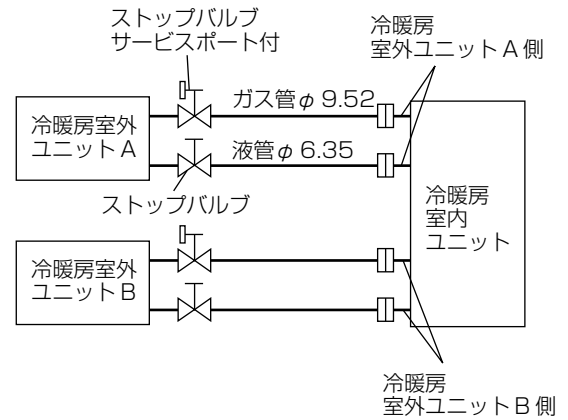 ストップバルブ
サービスポート付
冷暖房
室外ユニットA側
ガス管φ9.52
冷暖房室外
ユニットA
液管φ6.35
ストップバルブ
冷暖房
室内
ユニット
冷暖房室外
ユニットB
冷暖房
室外ユニットB側